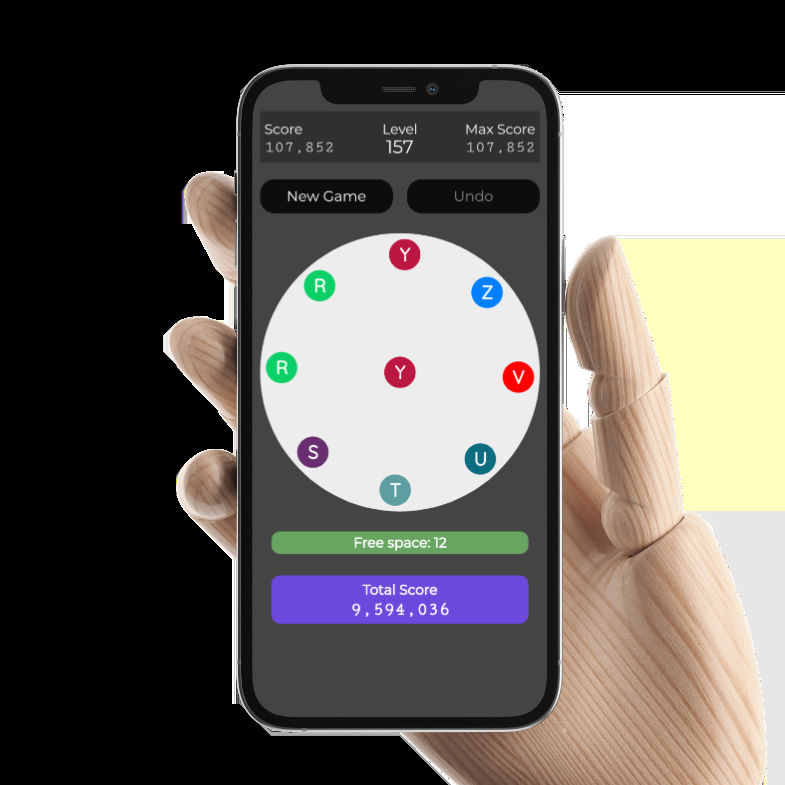 Score Level Max Score
107,852 157 107,852
New Game Undo
Y
R Z
R Y V
S U
T
Free space: 12
Total Score
9,594,036